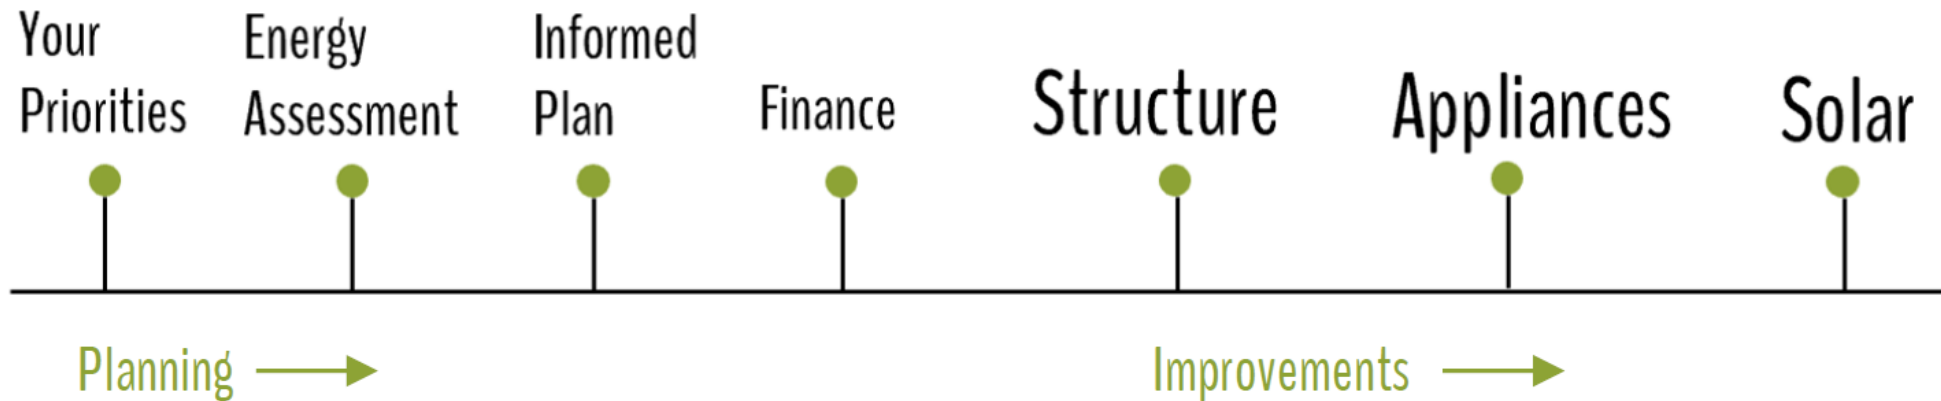 Your
Priorities
Energy
Assessment
Informed
Plan
Finance
Structure
Appliances
Solar
Planning
Improvements